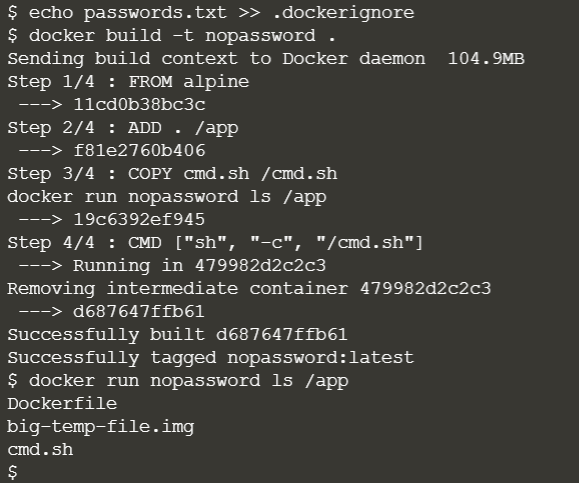 $ echo passwords.txt >> .dockerignore
$ docker build -t nopassword .
Sending build context to Docker daemon  104.9MB
Step 1/4 : FROM alpine
 ---> 11cd0b38bc3c
Step 2/4 : ADD . /app
 ---> f81e2760b406
Step 3/4 : COPY cmd.sh /cmd.sh
docker run nopassword ls /app
 ---> 19c6392ef945
Step 4/4 : CMD ["sh", "-c", "/cmd.sh"]
 ---> Running in 479982d2c2c3
Removing intermediate container 479982d2c2c3
 ---> d687647ffb61
Successfully built d687647ffb61
Successfully tagged nopassword:latest
$ docker run nopassword ls /app
Dockerfile
big-temp-file.img
cmd.sh
$